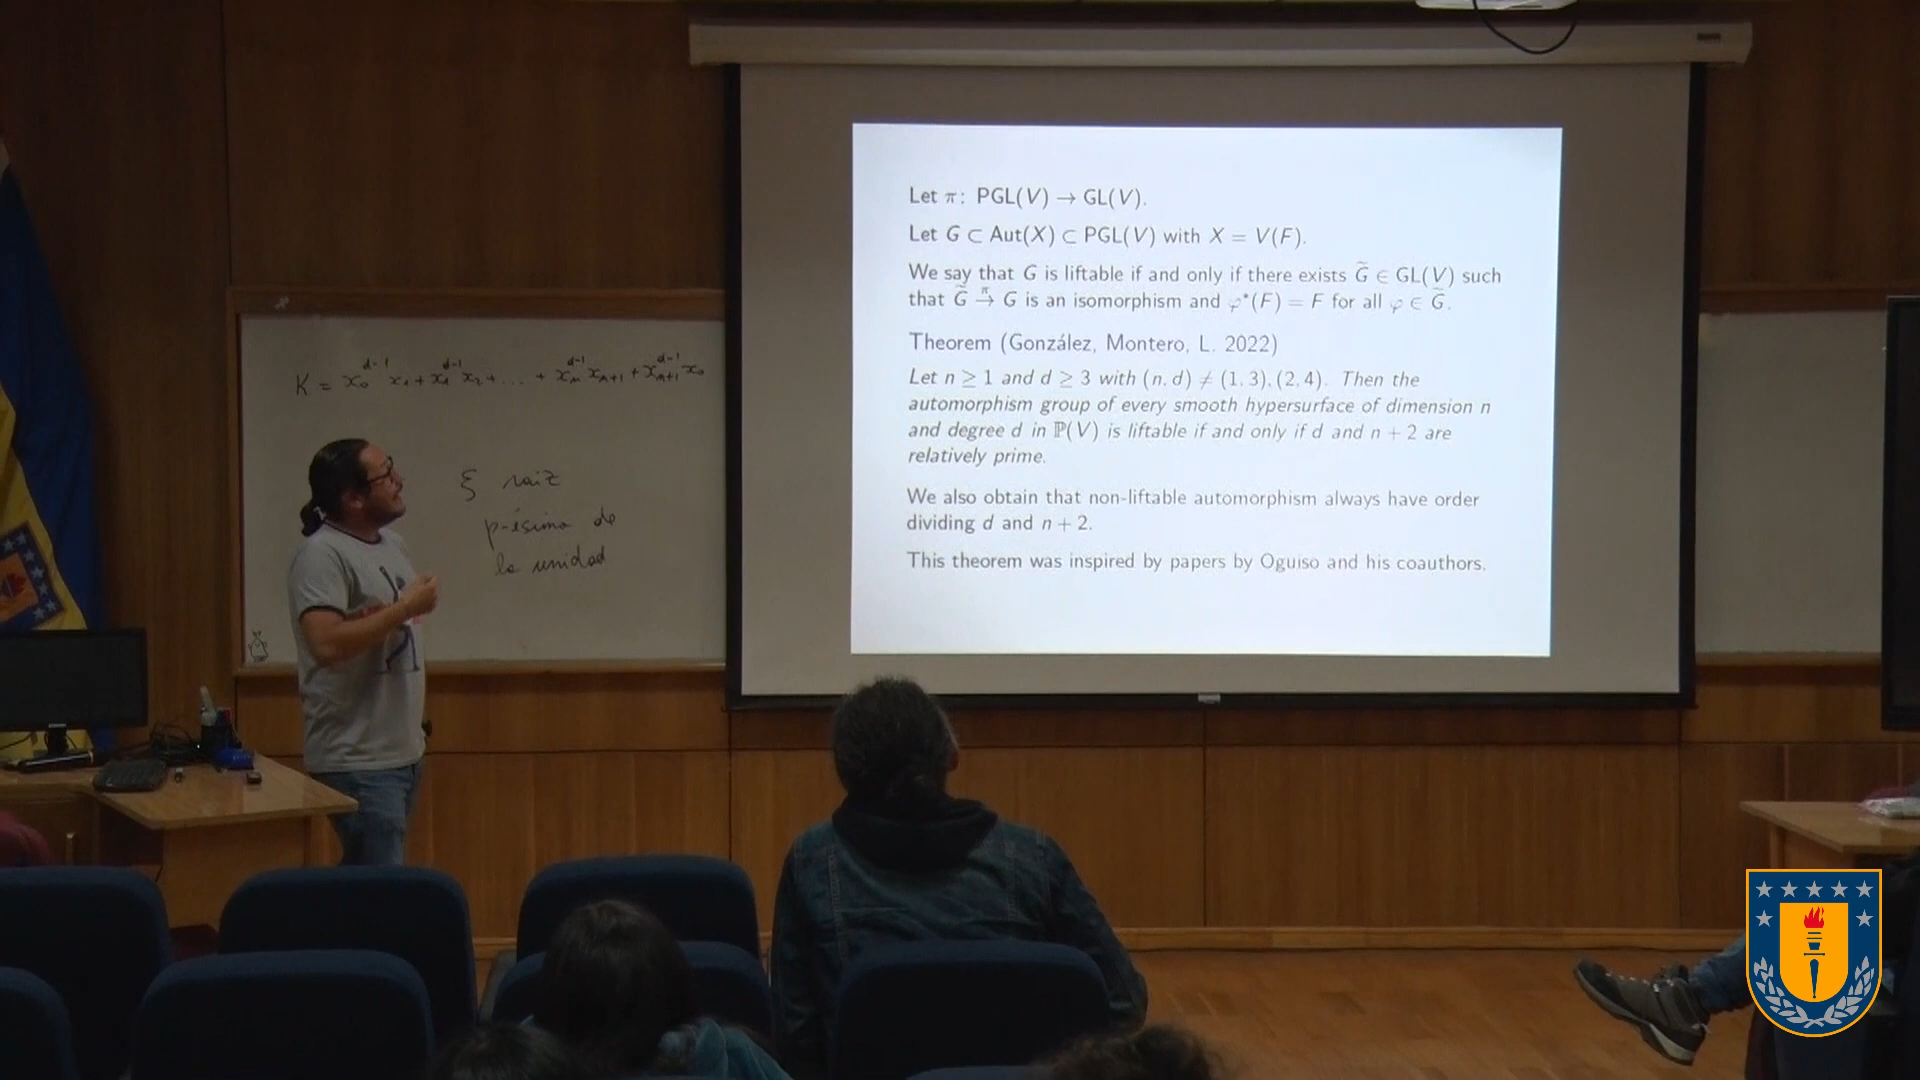 K = x₀^{d-1} x₁ + x₁^{d-1} x₂ + ... + x_n^{d-1} x_{n+1} + x_{n+1}^{d-1} x₀
ξ raiz
p-ésima de
la unidad
Let π: PGL(V) → GL(V).
Let G ⊂ Aut(X) ⊂ PGL(V) with X = V(F).
We say that G is liftable if and only if there exists G̃ ∈ GL(V) such
that G̃ →^π G is an isomorphism and φ*(F) = F for all φ ∈ G̃.
Theorem (González, Montero, L. 2022)
Let n ≥ 1 and d ≥ 3 with (n, d) ≠ (1, 3), (2, 4). Then the
automorphism group of every smooth hypersurface of dimension n
and degree d in ℙ(V) is liftable if and only if d and n + 2 are
relatively prime.
We also obtain that non-liftable automorphism always have order
dividing d and n + 2.
This theorem was inspired by papers by Oguiso and his coauthors.